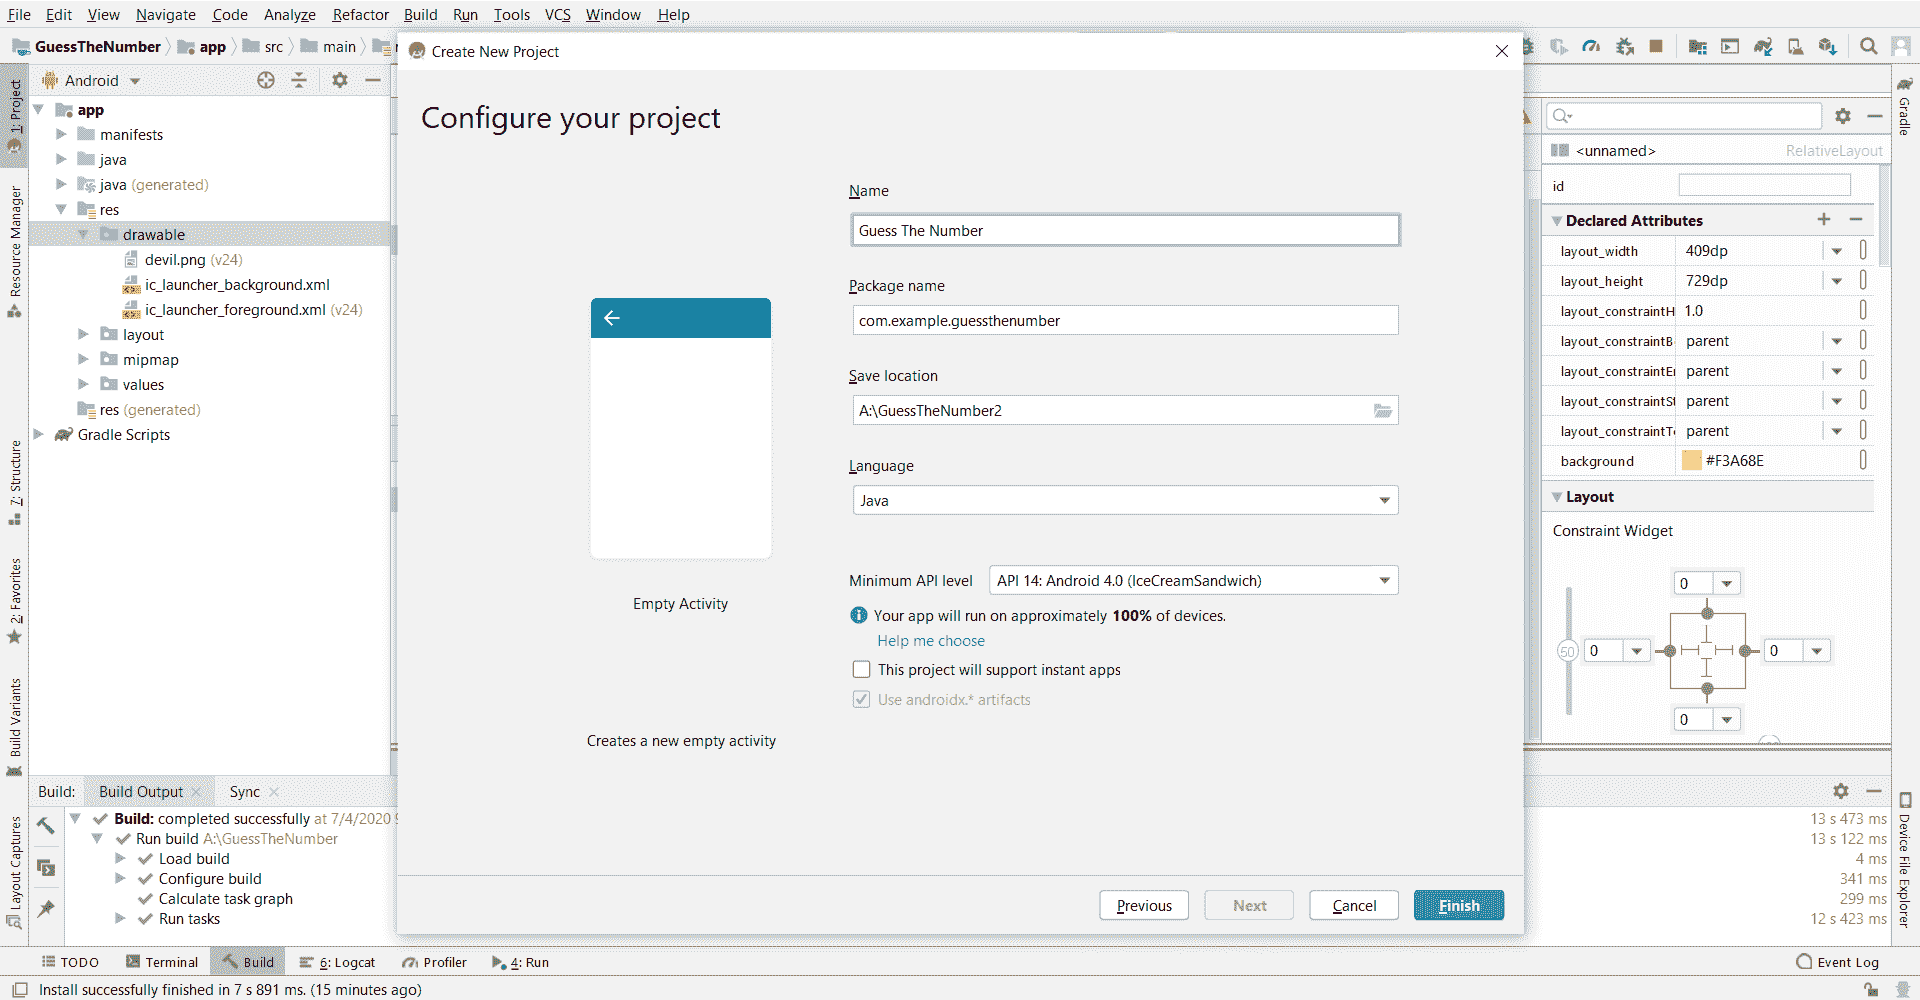 File Edit View Navigate Code Analyze Refactor Build Run Tools VCS Window Help
GuessTheNumber app src main
Create New Project
Android
1: Project
Resource Manager
7: Structure
2: Favorites
Build Variants
Layout Captures
app
manifests
java
java (generated)
res
drawable
devil.png (v24)
ic_launcher_background.xml
ic_launcher_foreground.xml (v24)
layout
mipmap
values
res (generated)
Gradle Scripts
Configure your project
Name
Guess The Number
Package name
com.example.guessthenumber
Save location
A:\GuessTheNumber2
Language
Java
Minimum API level API 14: Android 4.0 (IceCreamSandwich)
Your app will run on approximately 100% of devices.
Help me choose
This project will support instant apps
Use androidx.* artifacts
Empty Activity
Creates a new empty activity
Previous Next Cancel Finish
Gradle
<unnamed> RelativeLayout
id
Declared Attributes
layout_width 409dp
layout_height 729dp
layout_constraintH 1.0
layout_constraintB parent
layout_constraintE parent
layout_constraintS parent
layout_constraintT parent
background #F3A68E
Layout
Constraint Widget
0
50 0 0
0
Device File Explorer
Build: Build Output Sync
Build: completed successfully at 7/4/2020 13 s 473 ms
Run build A:\GuessTheNumber 13 s 122 ms
Load build 4 ms
Configure build 341 ms
Calculate task graph 299 ms
Run tasks 12 s 423 ms
TODO Terminal Build 6: Logcat Profiler 4: Run Event Log
Install successfully finished in 7 s 891 ms. (15 minutes ago)